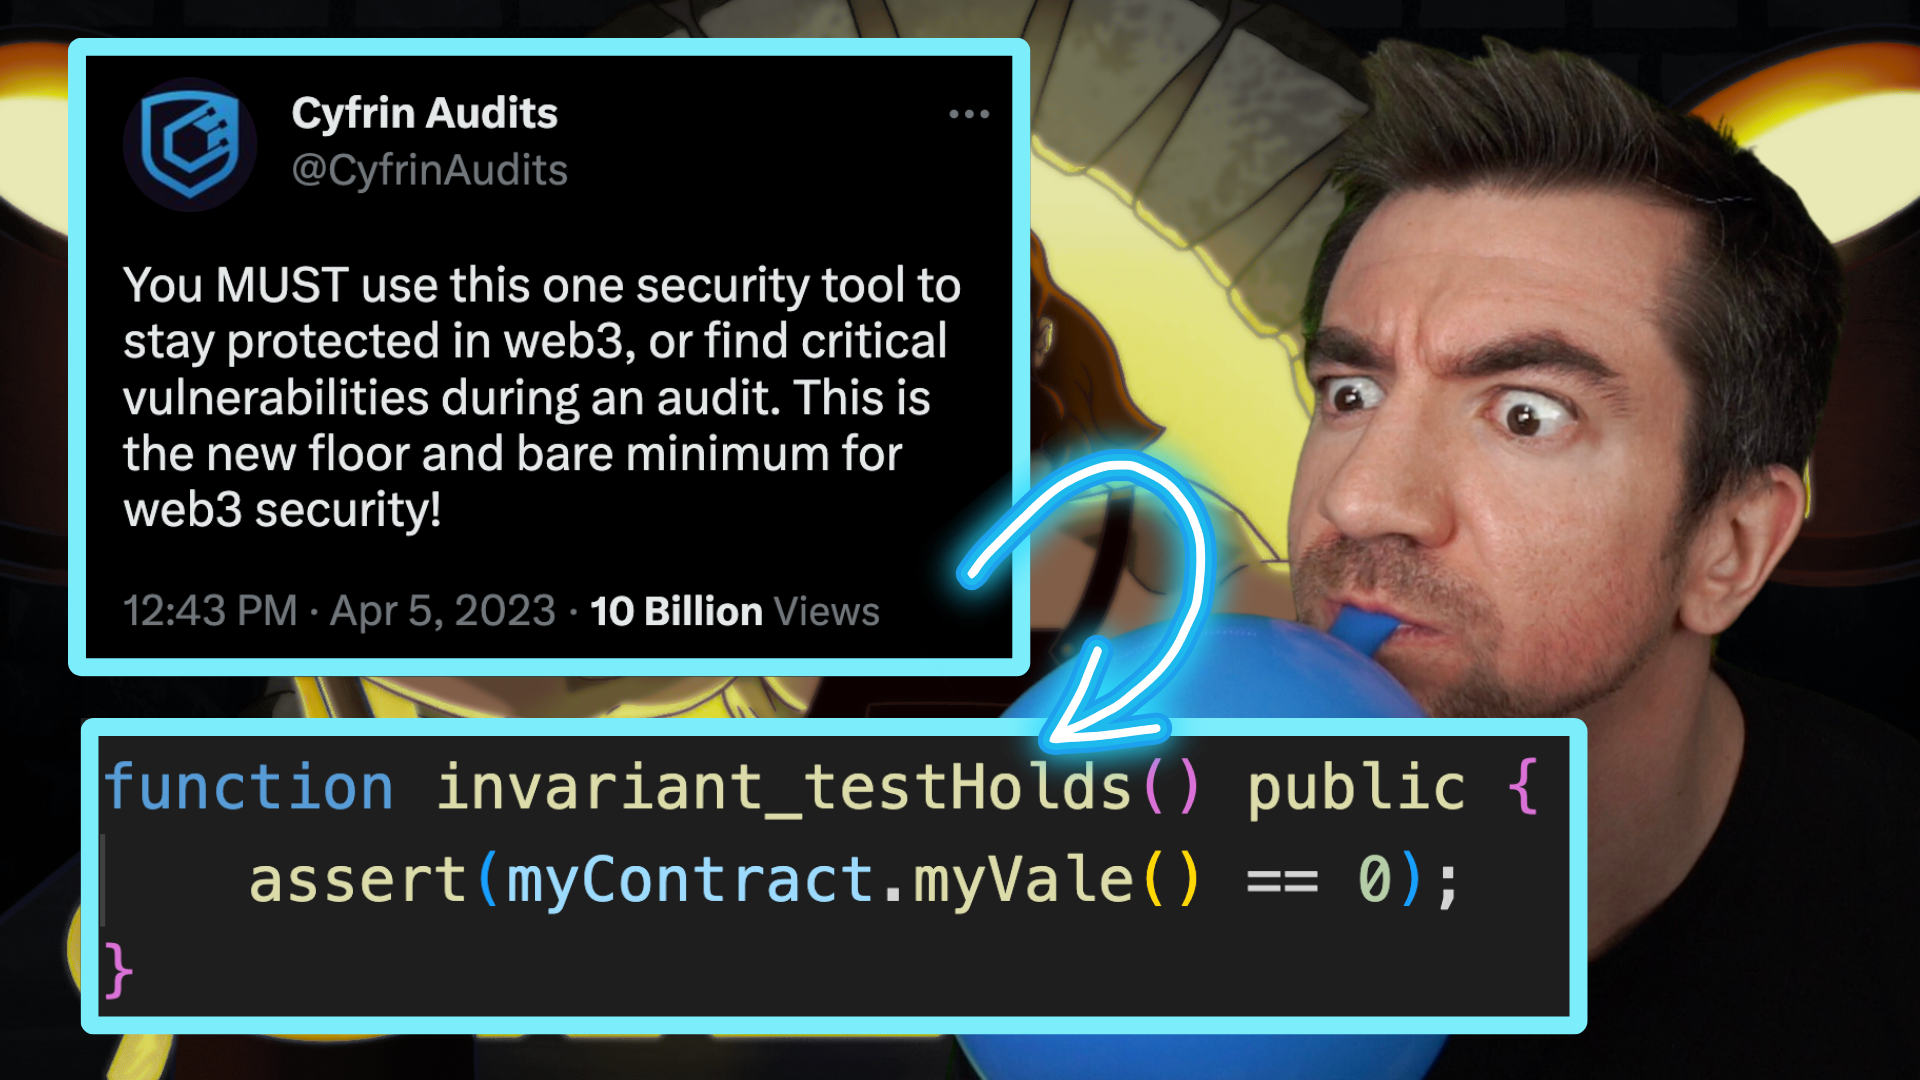 Cyfrin Audits
@CyfrinAudits
You MUST use this one security tool to
stay protected in web3, or find critical
vulnerabilities during an audit. This is
the new floor and bare minimum for
web3 security!
12:43 PM · Apr 5, 2023 · 10 Billion Views
function invariant_testHolds() public {
    assert(myContract.myVale() == 0);
}